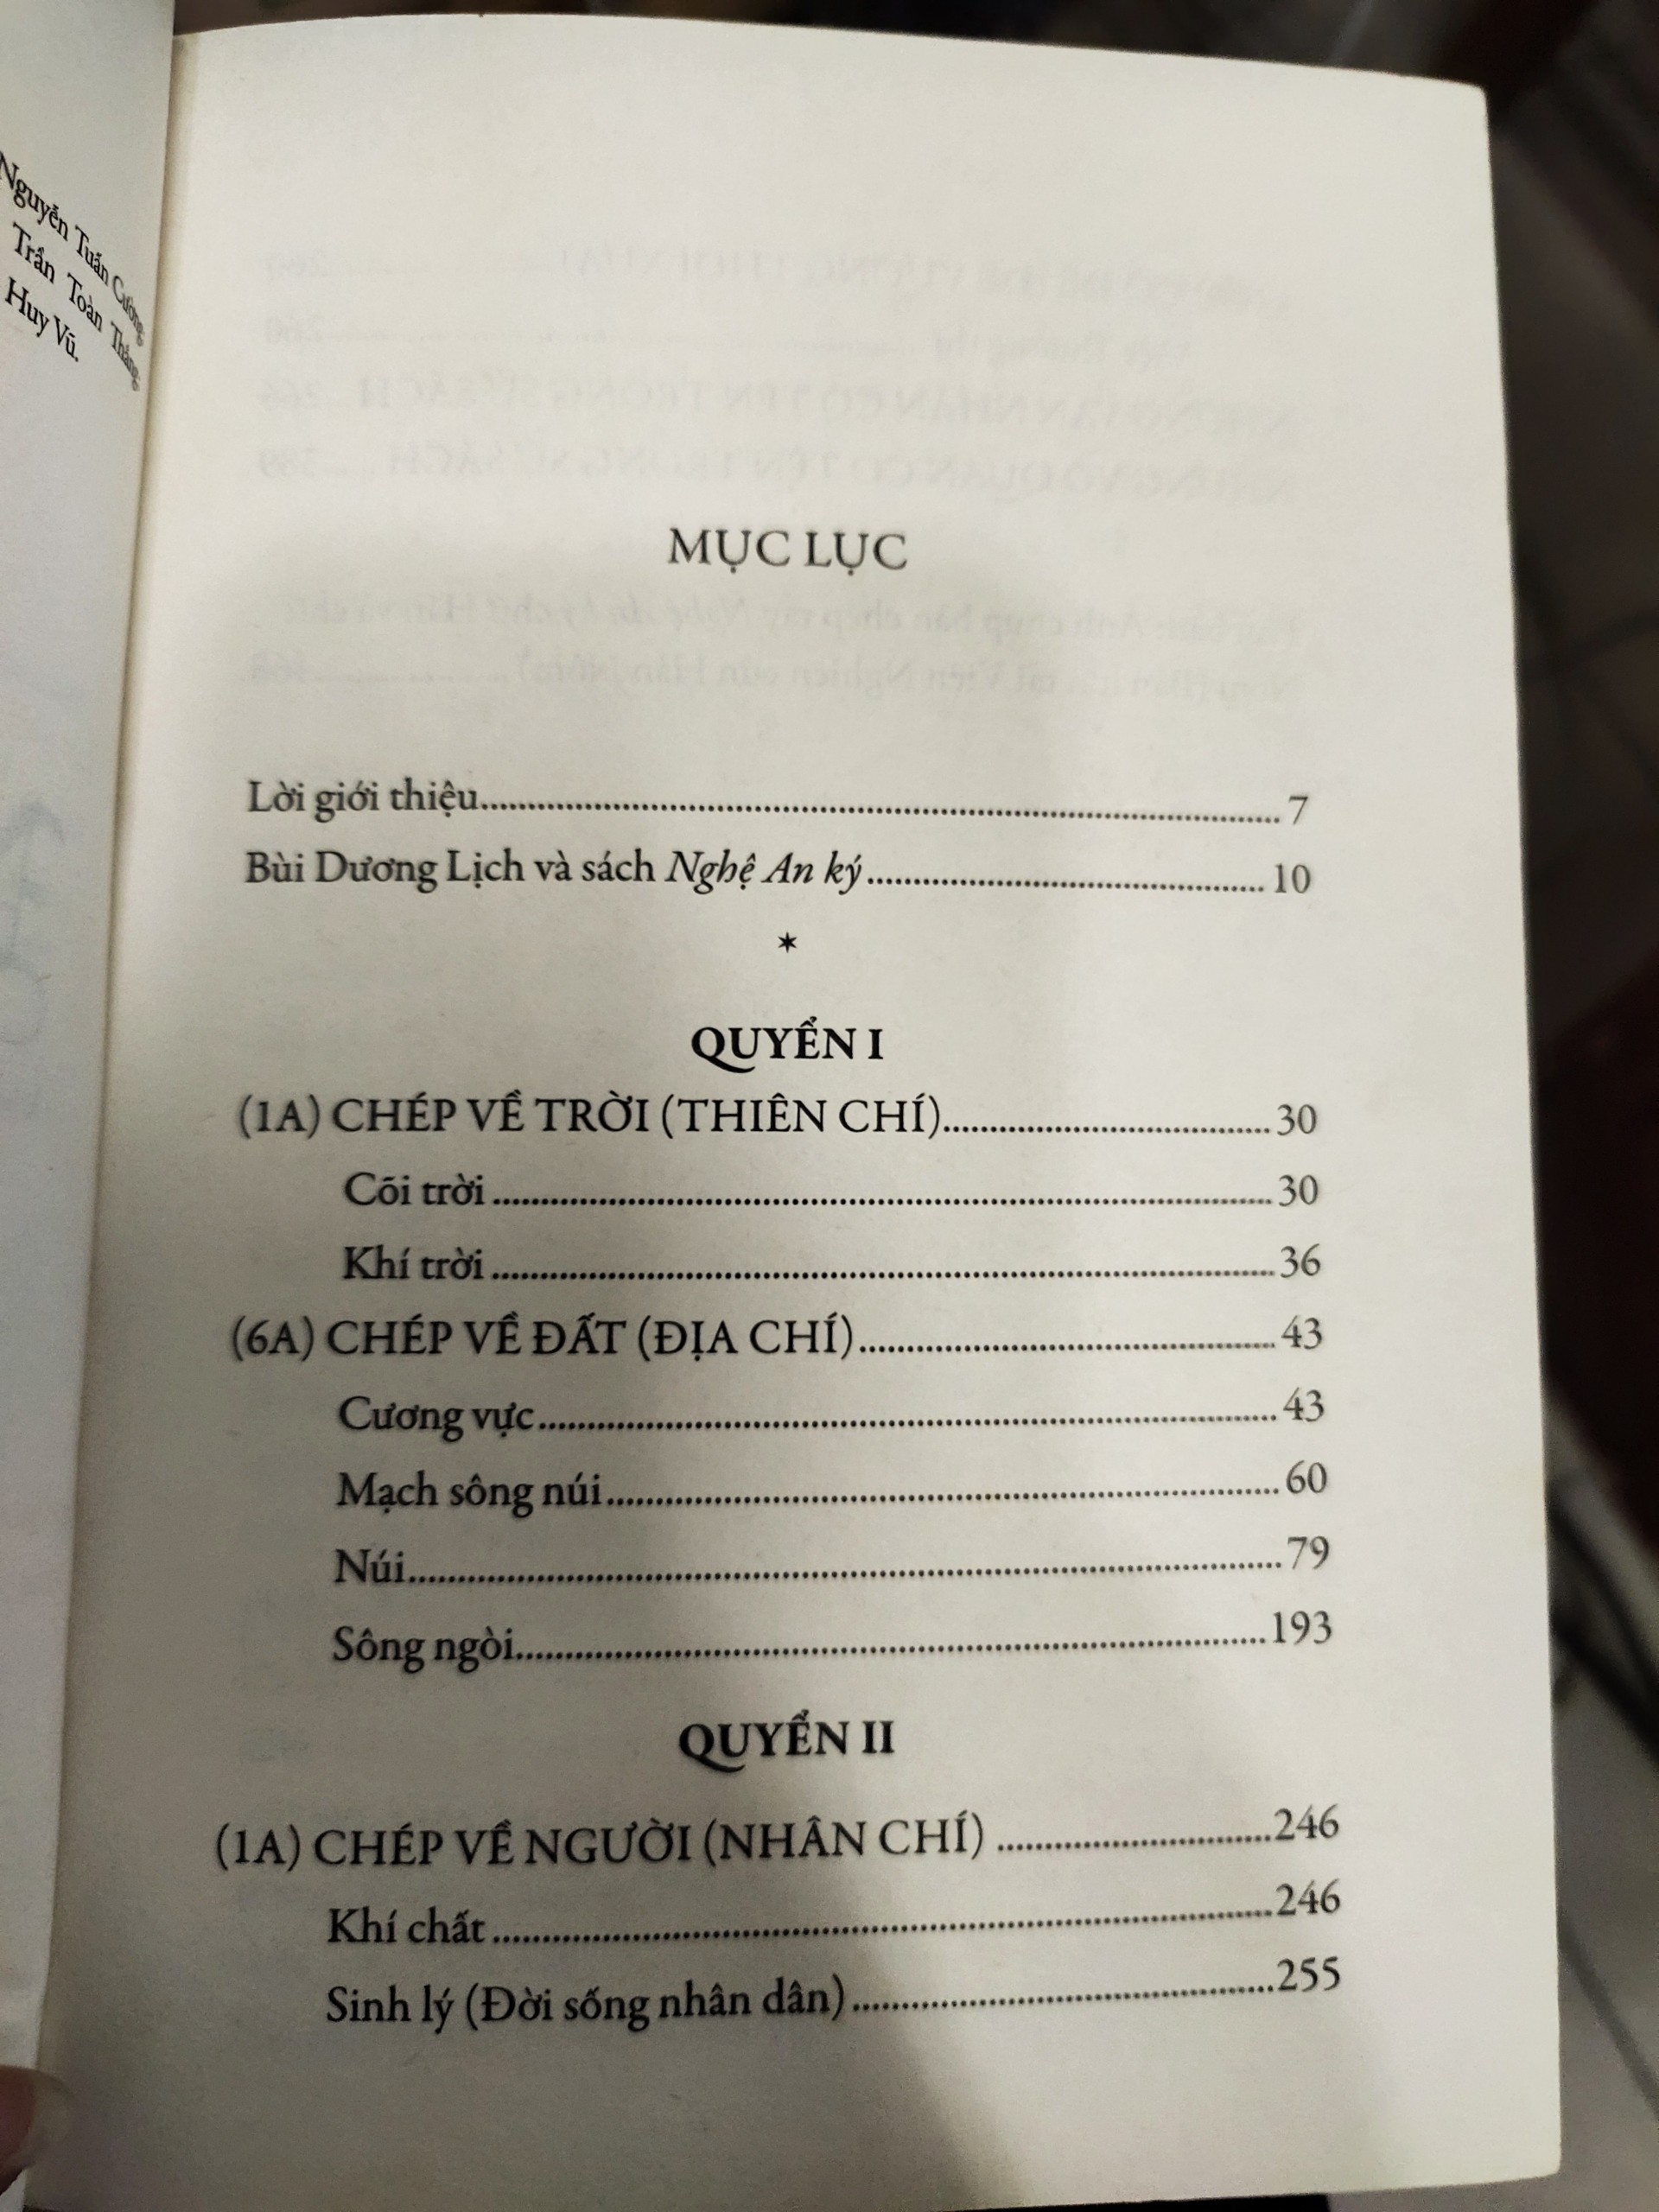 Nguyễn Tuấn Cường,
Trần Toàn Thắng,
Huy Vũ.
MỤC LỤC
Lời giới thiệu.......... 7
Bùi Dương Lịch và sách Nghệ An ký.......... 10
*
QUYỂN I
(1A) CHÉP VỀ TRỜI (THIÊN CHÍ).......... 30
Cõi trời.......... 30
Khí trời.......... 36
(6A) CHÉP VỀ ĐẤT (ĐỊA CHÍ).......... 43
Cương vực.......... 43
Mạch sông núi.......... 60
Núi.......... 79
Sông ngòi.......... 193
QUYỂN II
(1A) CHÉP VỀ NGƯỜI (NHÂN CHÍ).......... 246
Khí chất.......... 246
Sinh lý (Đời sống nhân dân).......... 255